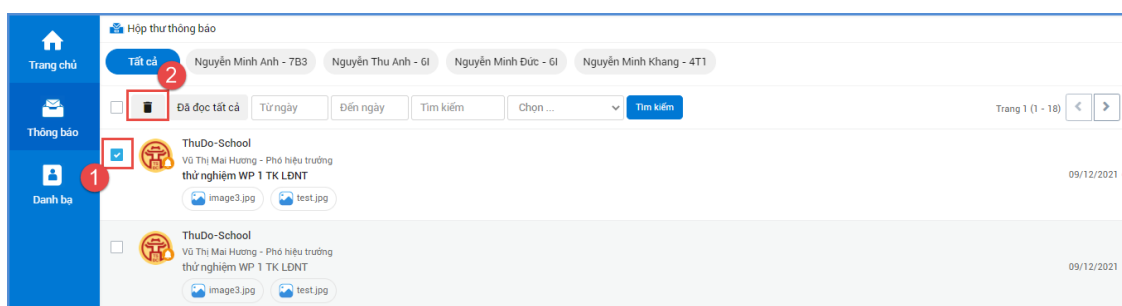 Hộp thư thông báo
Trang chủ
Tất cả Nguyễn Minh Anh - 7B3 Nguyễn Thu Anh - 6I Nguyễn Minh Đức - 6I Nguyễn Minh Khang - 4T1
2
Đã đọc tất cả Từ ngày Đến ngày Tìm kiếm Chọn ... Tìm kiếm Trang 1 (1 - 18) < >
Thông báo
ThuDo-School
Vũ Thị Mai Hương - Phó hiệu trưởng
thử nghiệm WP 1 TK LĐNT
09/12/2021
1
image3.jpg test.jpg
Danh bạ
ThuDo-School
Vũ Thị Mai Hương - Phó hiệu trưởng
thử nghiệm WP 1 TK LĐNT
09/12/2021
image3.jpg test.jpg